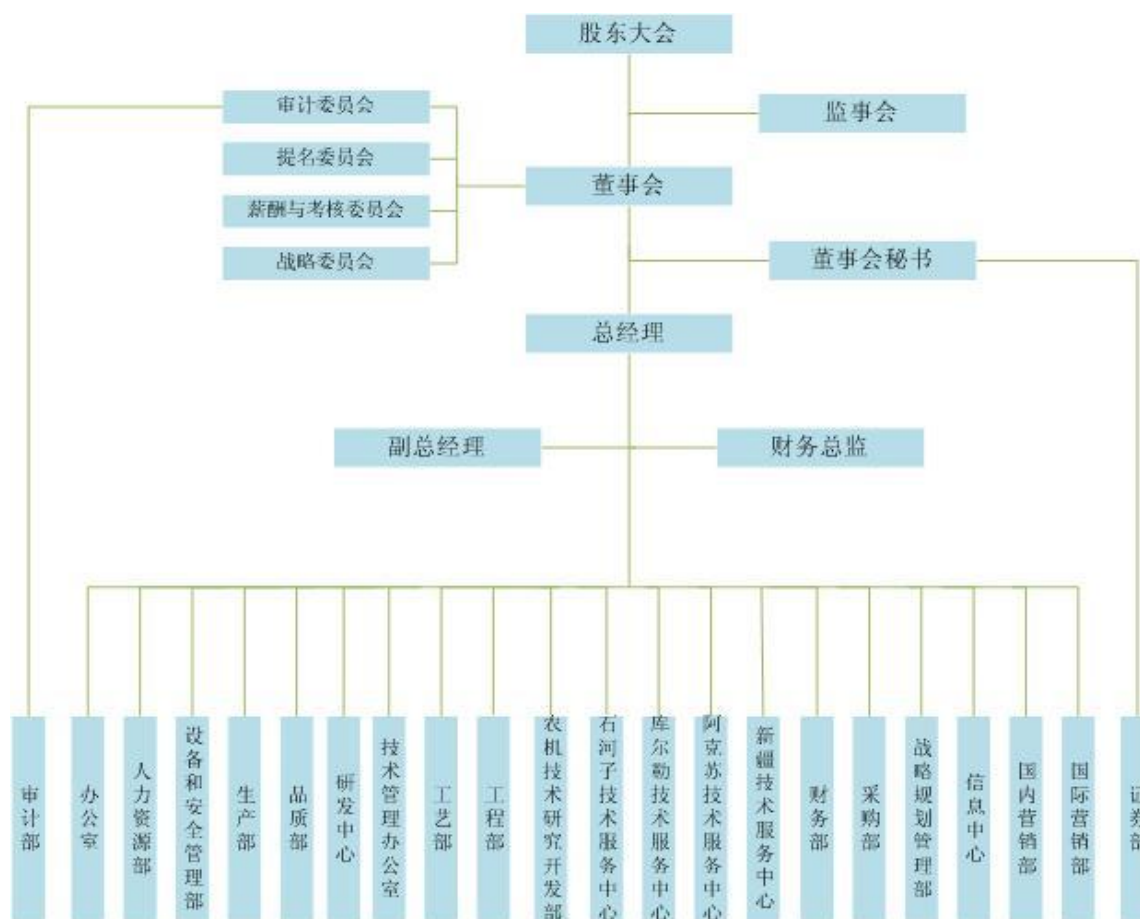 股东大会
审计委员会
监事会
提名委员会
董事会
薪酬与考核委员会
战略委员会
董事会秘书
总经理
副总经理
财务总监
审计部
办公室
人力资源部
设备和安全管理部
生产部
品质部
研发中心
技术管理办公室
工艺部
工程部
农机技术研究开发部
石河子技术服务中心
库尔勒技术服务中心
阿克苏技术服务中心
新疆技术服务中心
财务部
采购部
战略规划管理部
信息中心
国内营销部
国际营销部
证券部